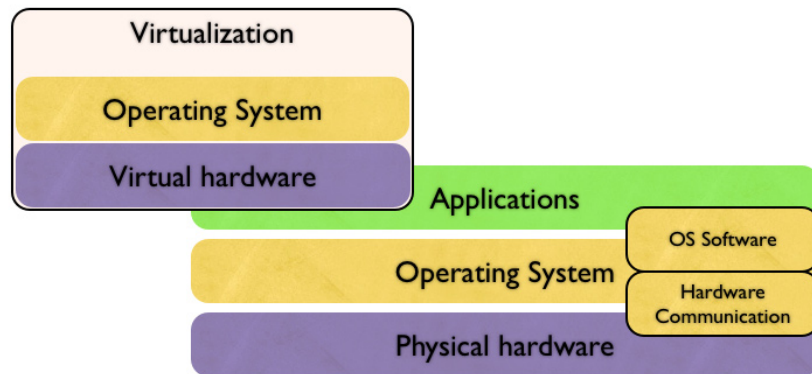 Virtualization
Operating System
Virtual hardware
Applications
OS Software
Operating System
Hardware
Communication
Physical hardware